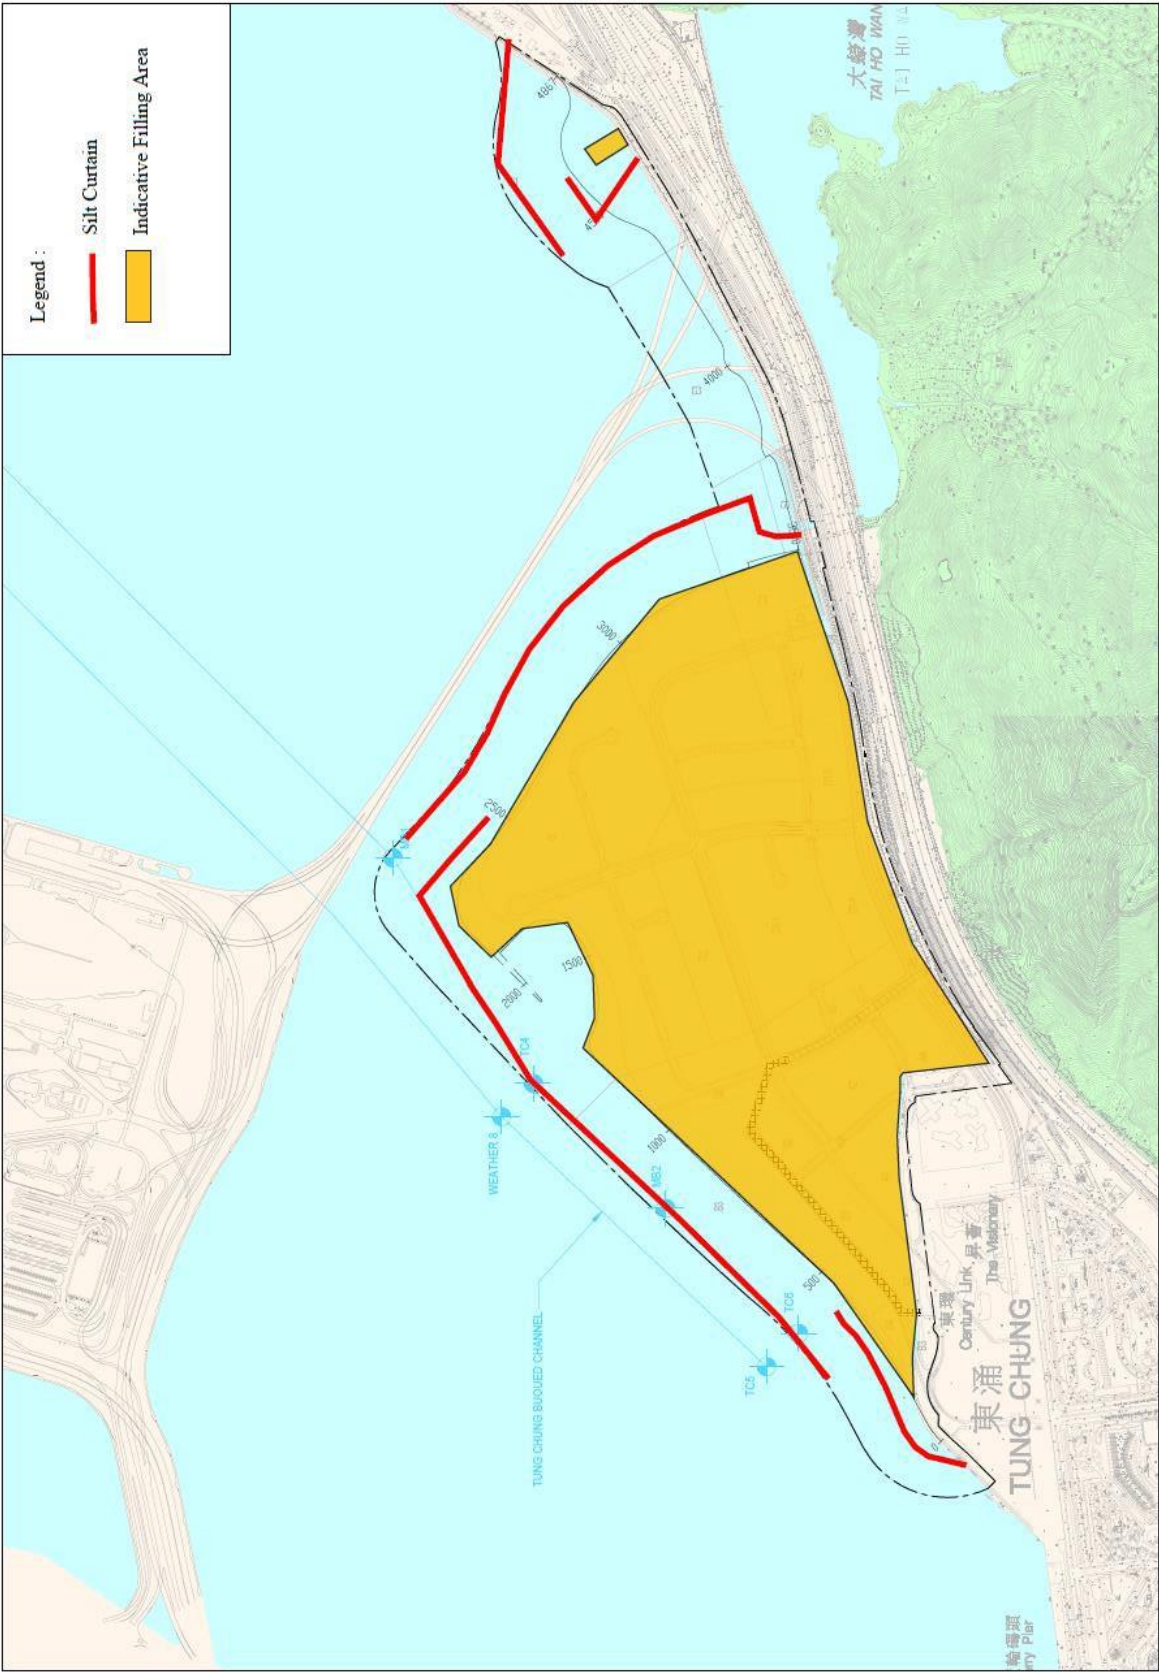 Legend :
Silt Curtain
Indicative Filling Area
大蠔灣
TAI HO WAN
4867
4000
3000
2500
1500
2000
TC4
WEATHER 8
1000
MB2
500
TC6
TC5
TUNG CHUNG BUOUED CHANNEL
0
東環
Century Link
昇薈
The Visionary
東涌
TUNG CHUNG